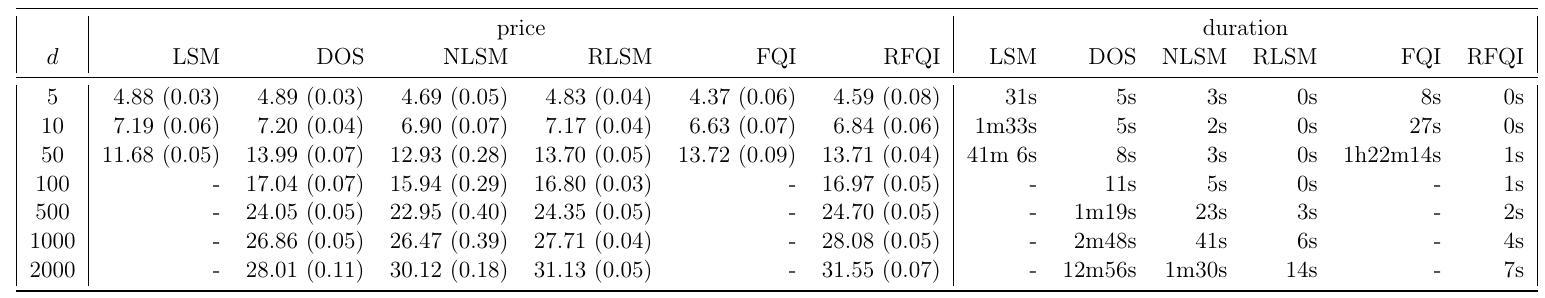 price duration
d LSM DOS NLSM RLSM FQI RFQI LSM DOS NLSM RLSM FQI RFQI
5 4.88 (0.03) 4.89 (0.03) 4.69 (0.05) 4.83 (0.04) 4.37 (0.06) 4.59 (0.08) 31s 5s 3s 0s 8s 0s
10 7.19 (0.06) 7.20 (0.04) 6.90 (0.07) 7.17 (0.04) 6.63 (0.07) 6.84 (0.06) 1m33s 5s 2s 0s 27s 0s
50 11.68 (0.05) 13.99 (0.07) 12.93 (0.28) 13.70 (0.05) 13.72 (0.09) 13.71 (0.04) 41m 6s 8s 3s 0s 1h22m14s 1s
100 - 17.04 (0.07) 15.94 (0.29) 16.80 (0.03) - 16.97 (0.05) - 11s 5s 0s - 1s
500 - 24.05 (0.05) 22.95 (0.40) 24.35 (0.05) - 24.70 (0.05) - 1m19s 23s 3s - 2s
1000 - 26.86 (0.05) 26.47 (0.39) 27.71 (0.04) - 28.08 (0.05) - 2m48s 41s 6s - 4s
2000 - 28.01 (0.11) 30.12 (0.18) 31.13 (0.05) - 31.55 (0.07) - 12m56s 1m30s 14s - 7s